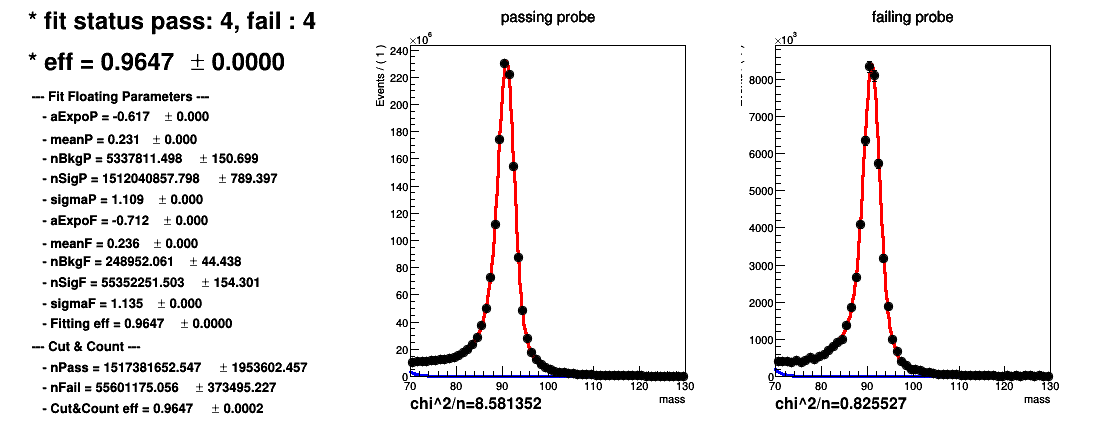 * fit status pass: 4, fail : 4
* eff = 0.9647 ± 0.0000
--- Fit Floating Parameters ---
- aExpoP = -0.617 ± 0.000
- meanP = 0.231 ± 0.000
- nBkgP = 5337811.498 ± 150.699
- nSigP = 1512040857.798 ± 789.397
- sigmaP = 1.109 ± 0.000
- aExpoF = -0.712 ± 0.000
- meanF = 0.236 ± 0.000
- nBkgF = 248952.061 ± 44.438
- nSigF = 55352251.503 ± 154.301
- sigmaF = 1.135 ± 0.000
- Fitting eff = 0.9647 ± 0.0000
--- Cut & Count ---
- nPass = 1517381652.547 ± 1953602.457
- nFail = 55601175.056 ± 373495.227
- Cut&Count eff = 0.9647 ± 0.0002
passing probe
×10^6
Events / ( 1 )
240
220
200
180
160
140
120
100
80
60
40
20
0
70 80 90 100 110 120 130
mass
chi^2/n=8.581352
failing probe
×10^3
8000
7000
6000
5000
4000
3000
2000
1000
0
70 80 90 100 110 120 130
mass
chi^2/n=0.825527